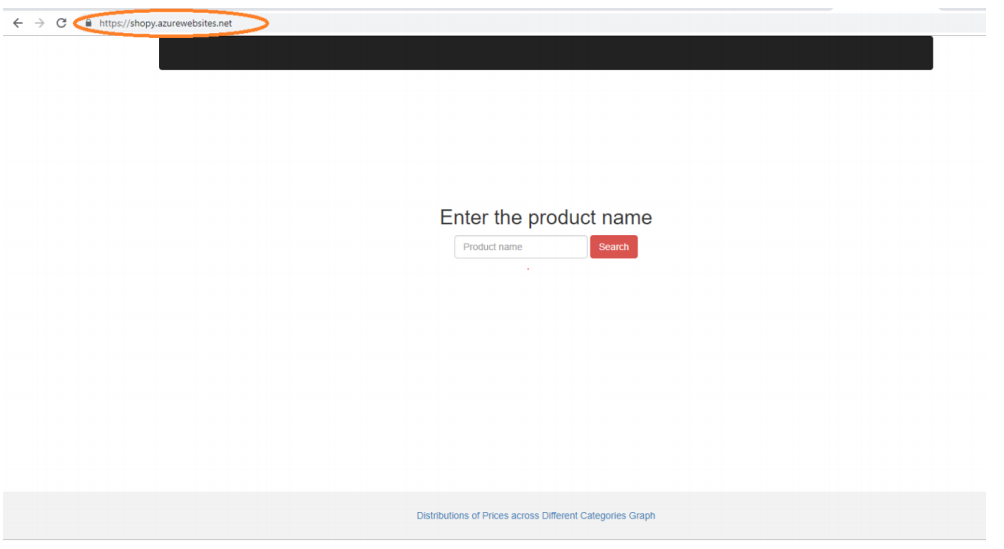 https://shopy.azurewebsites.net
Enter the product name
Product name
Search
Distributions of Prices across Different Categories Graph